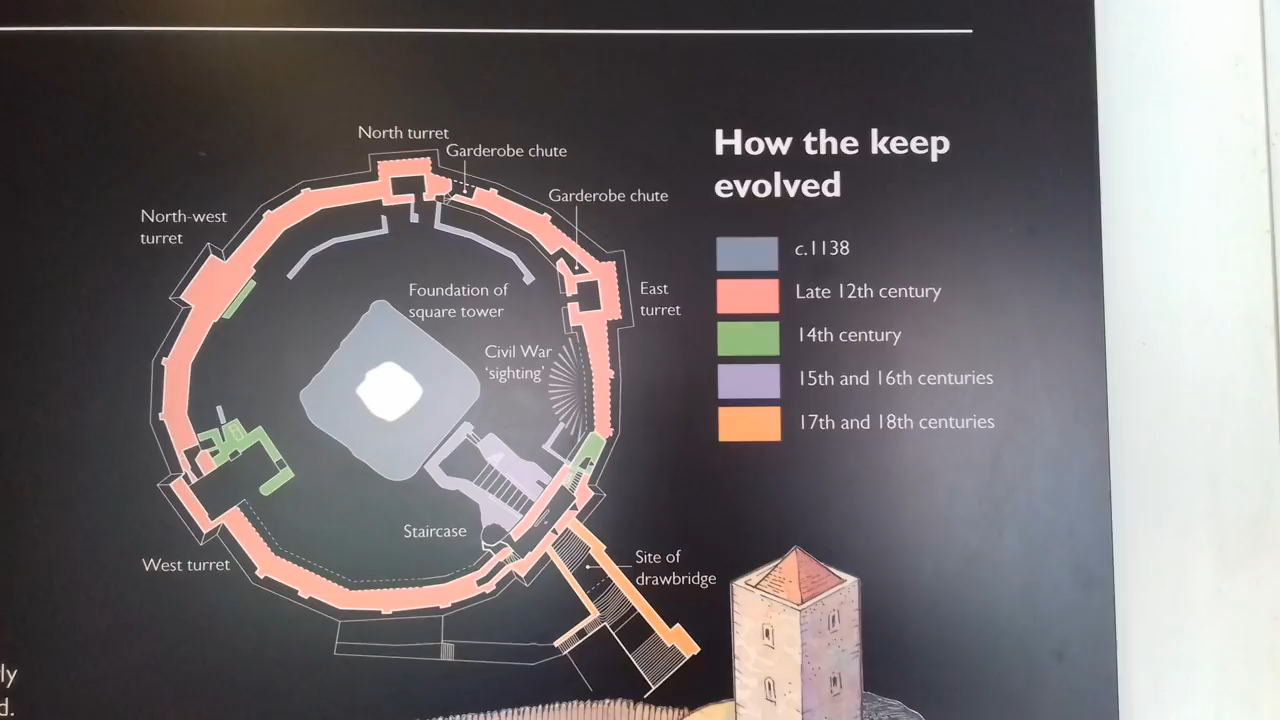 North turret
Garderobe chute
Garderobe chute
North-west
turret
Foundation of
square tower
East
turret
Civil War
‘sighting’
Staircase
West turret
Site of
drawbridge
How the keep
evolved
c.1138
Late 12th century
14th century
15th and 16th centuries
17th and 18th centuries
ly
d.